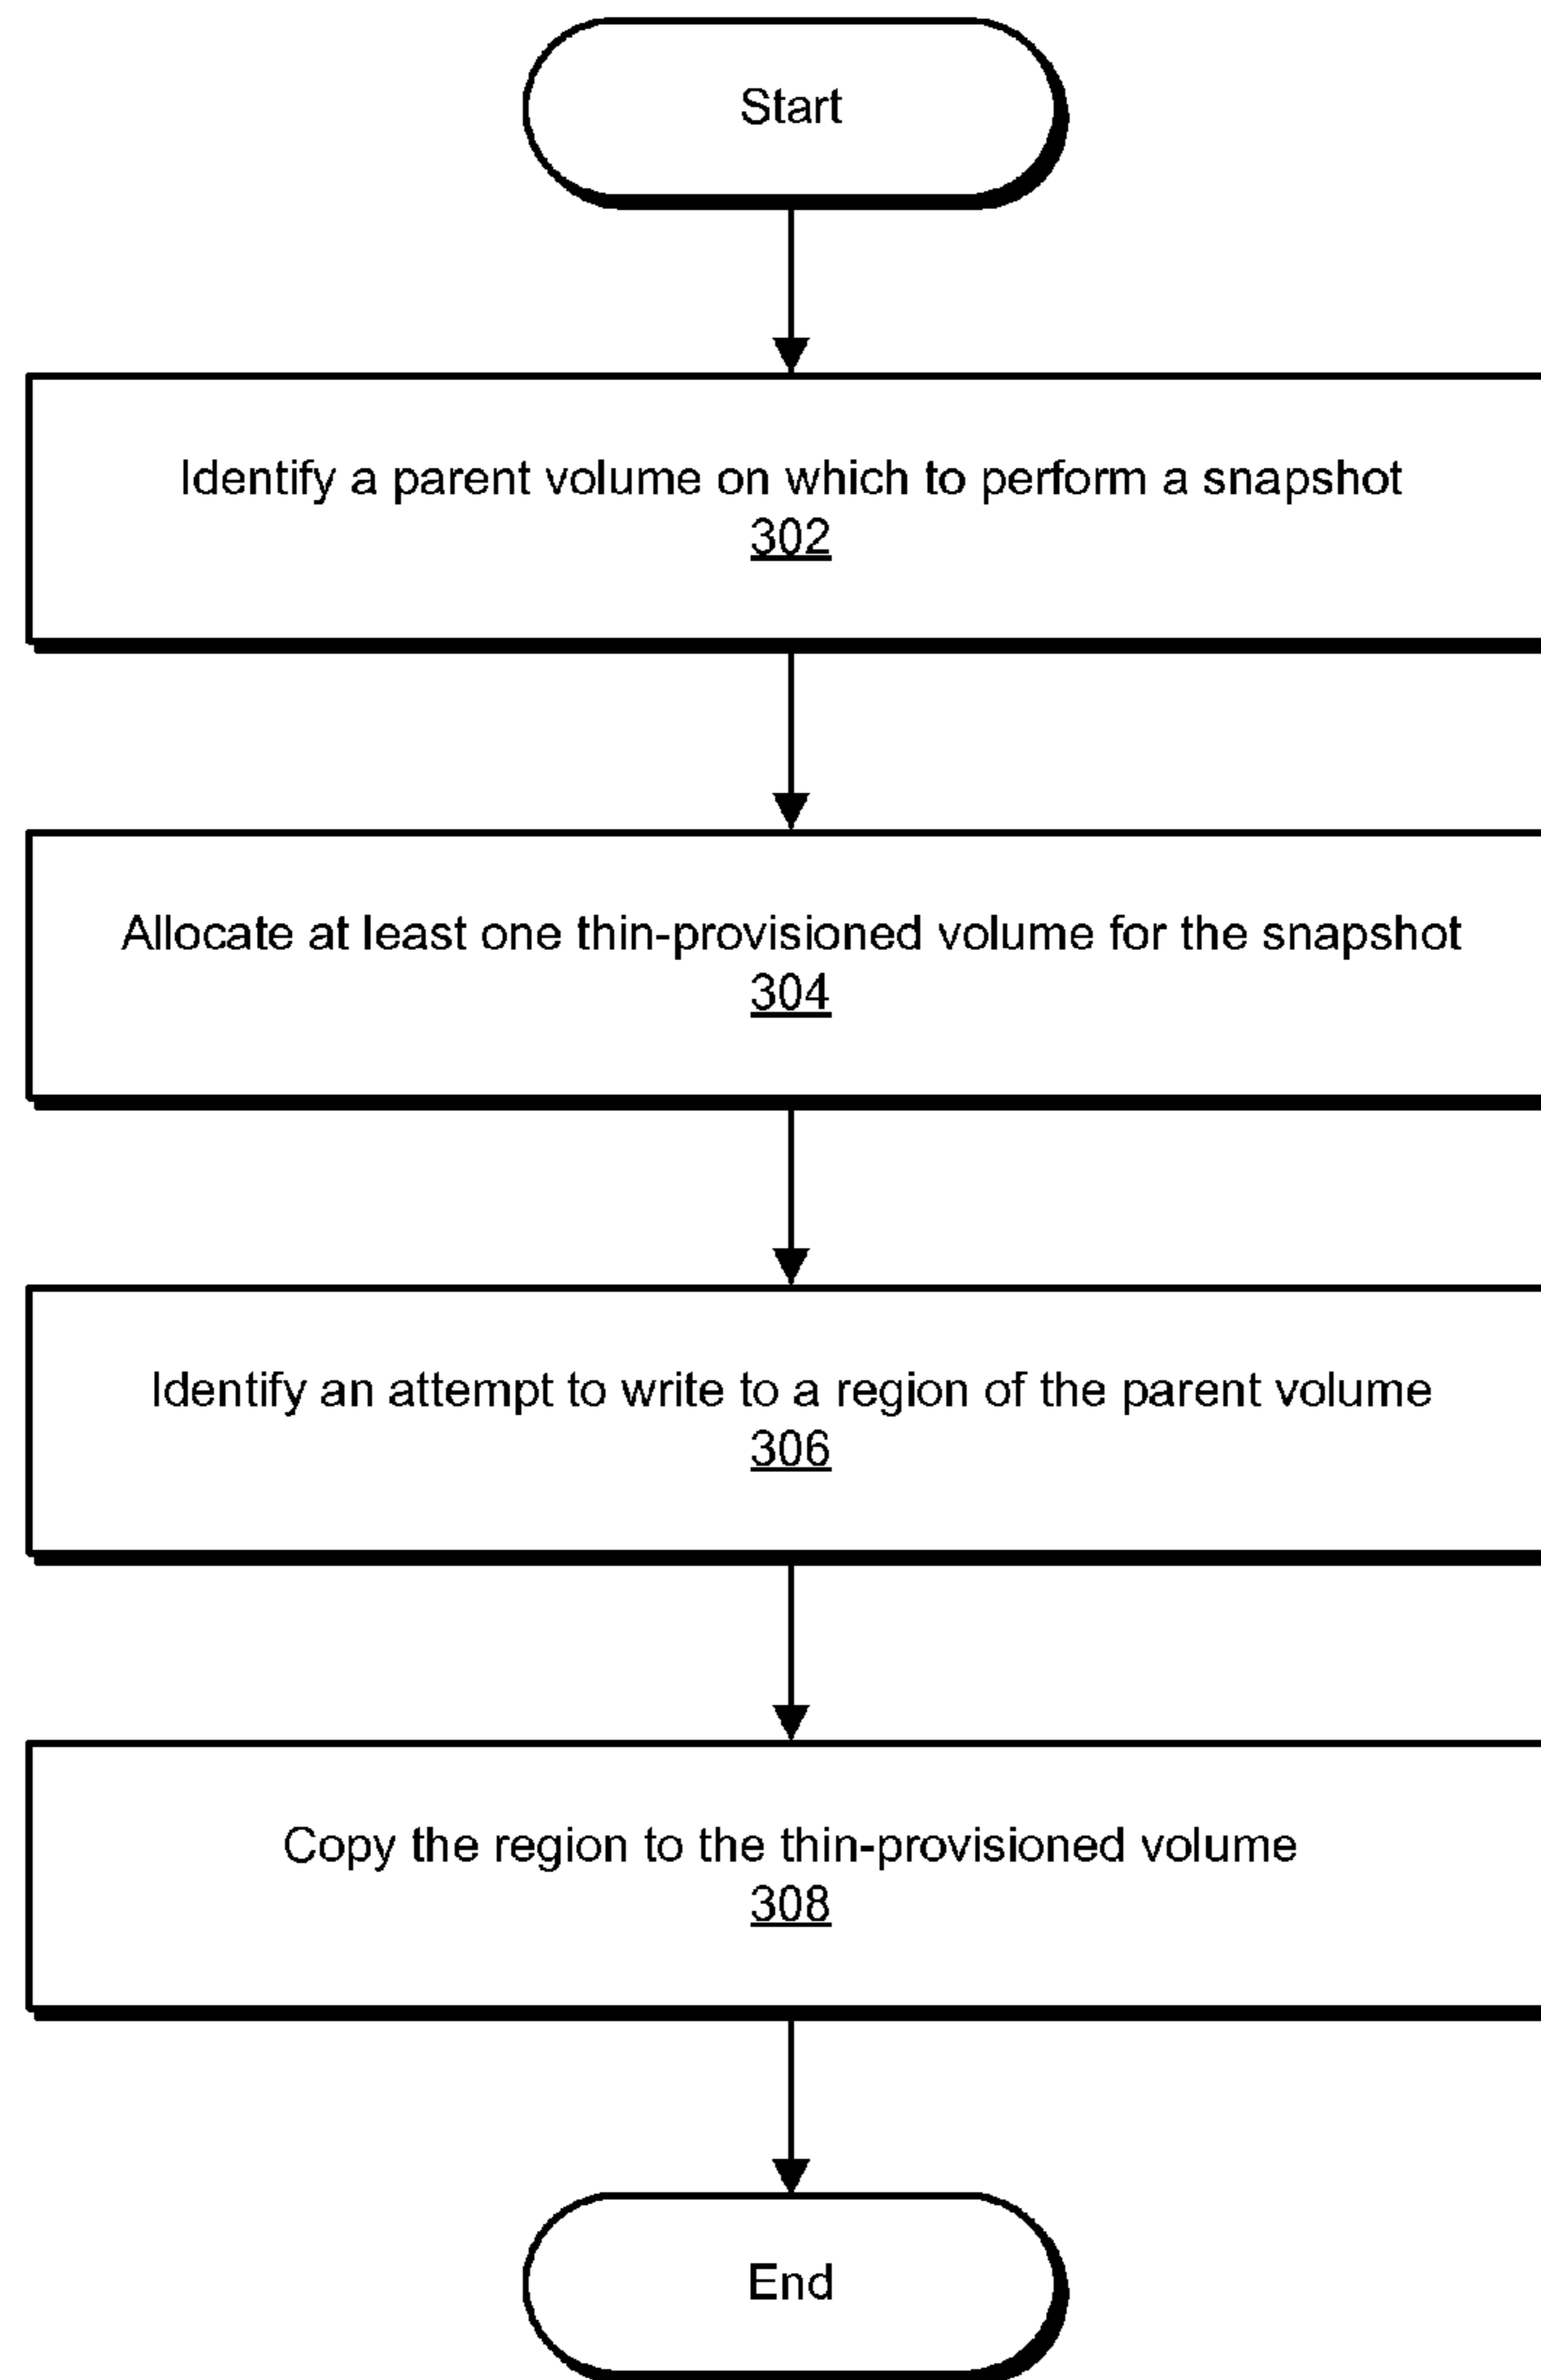 Start
Identify a parent volume on which to perform a snapshot
302
Allocate at least one thin-provisioned volume for the snapshot
304
Identify an attempt to write to a region of the parent volume
306
Copy the region to the thin-provisioned volume
308
End